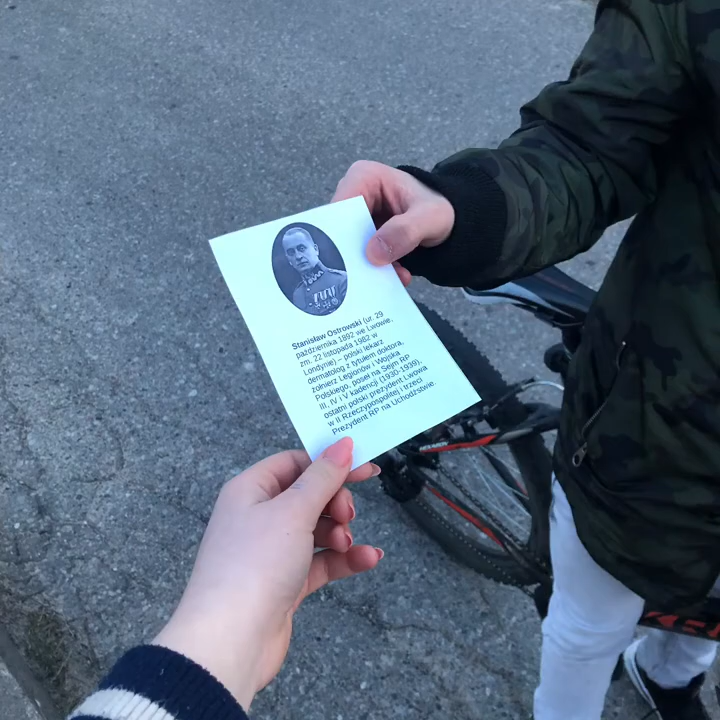 Stanisław Ostrowski (ur. 29
października 1892 we Lwowie,
zm. 22 listopada 1982 w
Londynie) – polski lekarz
dermatolog z tytułem doktora,
żołnierz Legionów i Wojska
Polskiego, poseł na Sejm RP
III, IV i V kadencji (1930-1939),
ostatni polski prezydent Lwowa
w II Rzeczypospolitej i trzeci
Prezydent RP na Uchodźstwie.